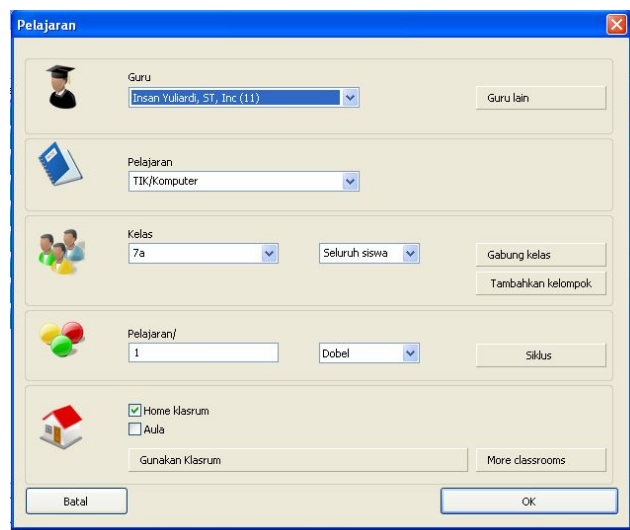 Pelajaran
Guru
Insan Yuliardi, ST, Inc (11)
Guru lain
Pelajaran
TIK/Komputer
Kelas
7a
Seluruh siswa
Gabung kelas
Tambahkan kelompok
Pelajaran/
1
Dobel
Siklus
Home klasrum
Aula
Gunakan Klasrum
More classrooms
Batal
OK